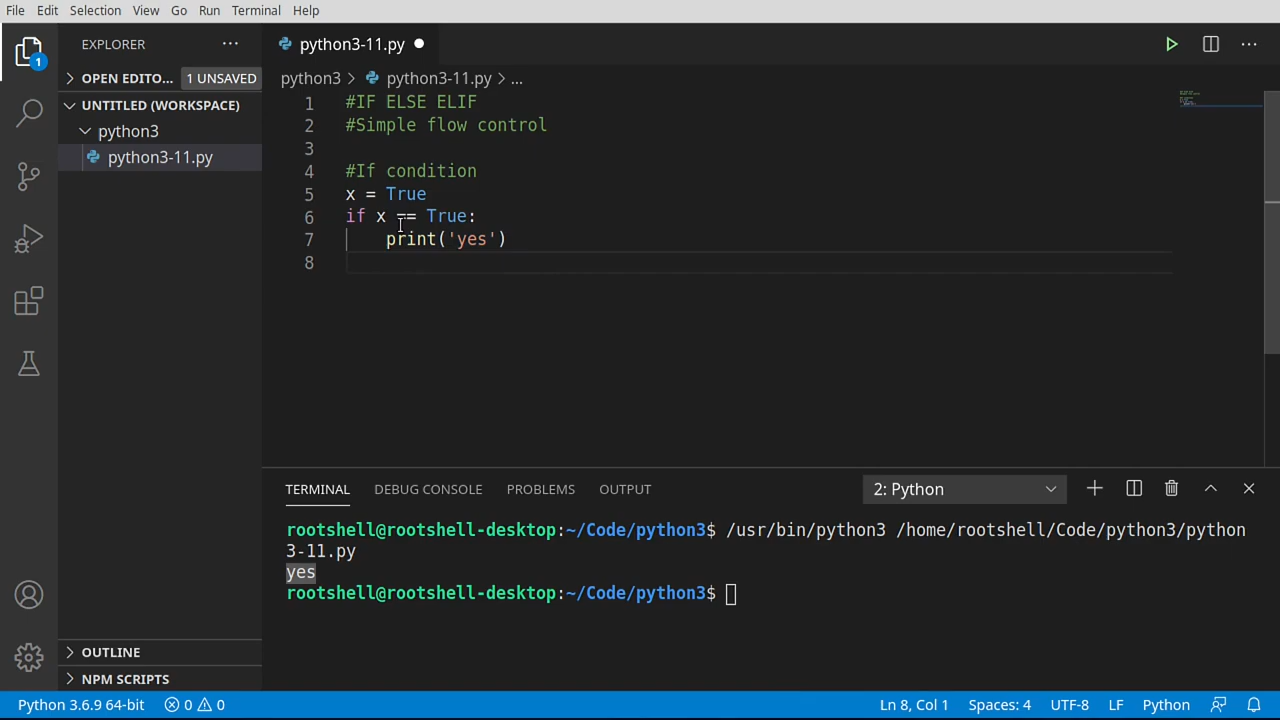 File Edit Selection View Go Run Terminal Help
EXPLORER ...
OPEN EDITO... 1 UNSAVED
UNTITLED (WORKSPACE)
python3
python3-11.py
1
python3-11.py
python3 > python3-11.py > ...
1 #IF ELSE ELIF
2 #Simple flow control
3
4 #If condition
5 x = True
6 if x == True:
7 print('yes')
8
TERMINAL DEBUG CONSOLE PROBLEMS OUTPUT 2: Python
rootshell@rootshell-desktop:~/Code/python3$ /usr/bin/python3 /home/rootshell/Code/python3/python
3-11.py
yes
rootshell@rootshell-desktop:~/Code/python3$
OUTLINE
NPM SCRIPTS
Python 3.6.9 64-bit 0 0 Ln 8, Col 1 Spaces: 4 UTF-8 LF Python